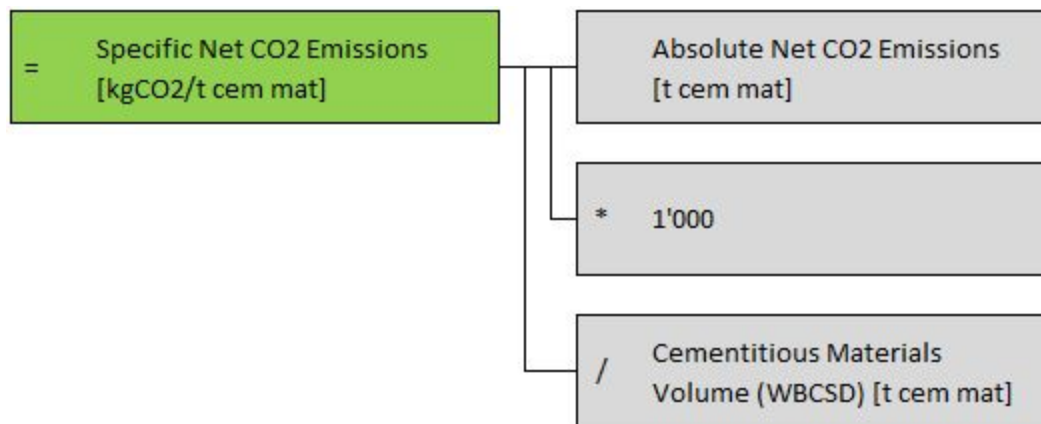 = Specific Net CO2 Emissions
[kgCO2/t cem mat]
Absolute Net CO2 Emissions
[t cem mat]
* 1'000
/ Cementitious Materials
Volume (WBCSD) [t cem mat]